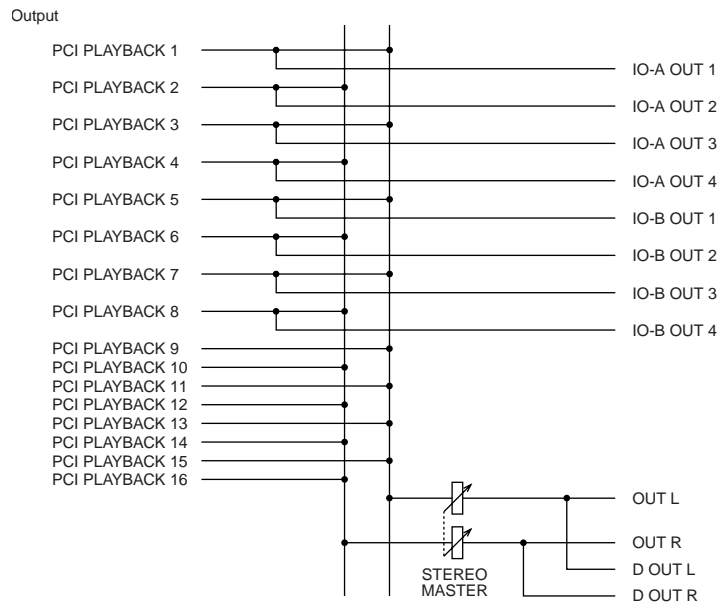 Output
PCI PLAYBACK 1
IO-A OUT 1
PCI PLAYBACK 2
IO-A OUT 2
PCI PLAYBACK 3
IO-A OUT 3
PCI PLAYBACK 4
IO-A OUT 4
PCI PLAYBACK 5
IO-B OUT 1
PCI PLAYBACK 6
IO-B OUT 2
PCI PLAYBACK 7
IO-B OUT 3
PCI PLAYBACK 8
IO-B OUT 4
PCI PLAYBACK 9
PCI PLAYBACK 10
PCI PLAYBACK 11
PCI PLAYBACK 12
PCI PLAYBACK 13
PCI PLAYBACK 14
PCI PLAYBACK 15
PCI PLAYBACK 16
OUT L
OUT R
D OUT L
STEREO
MASTER
D OUT R